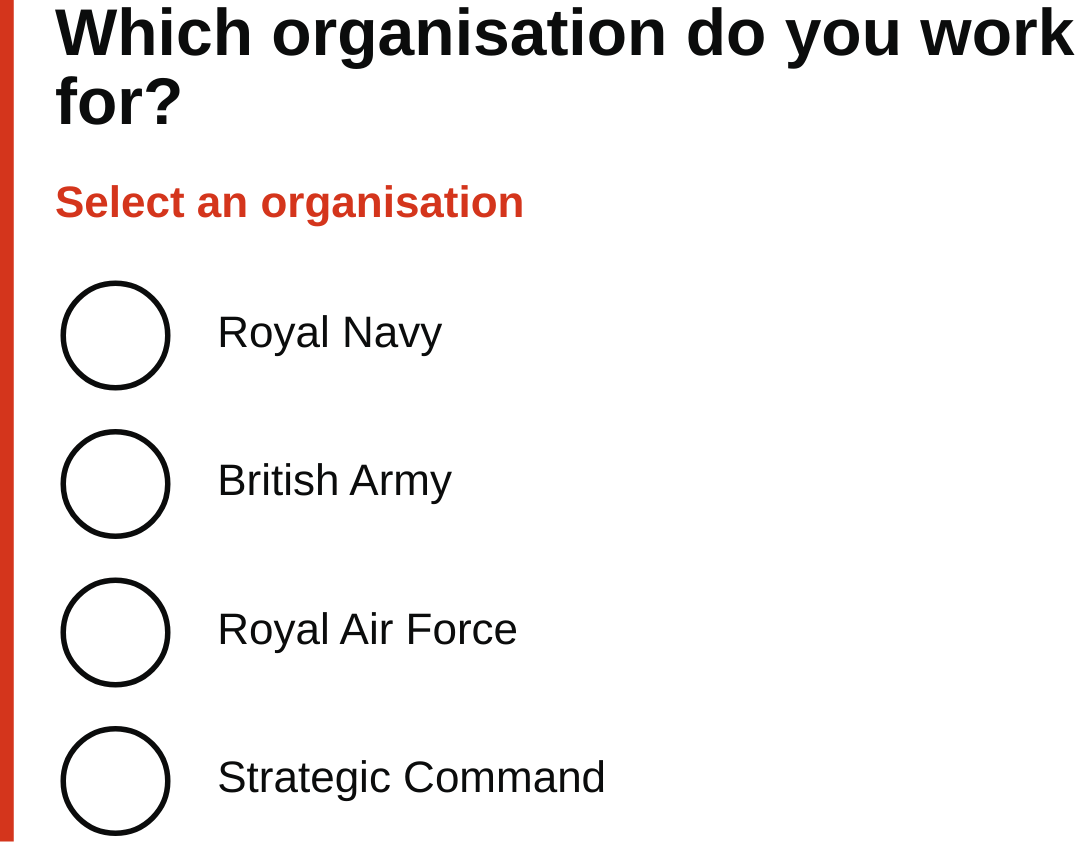 Which organisation do you work
for?
Select an organisation
Royal Navy
British Army
Royal Air Force
Strategic Command